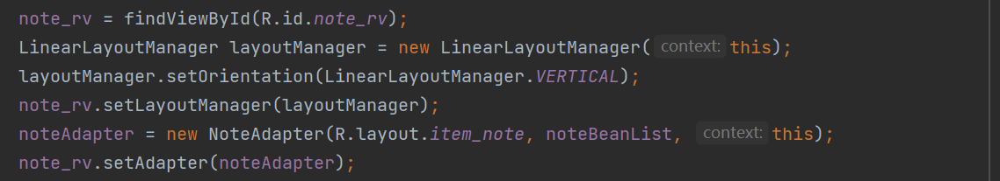 note_rv = findViewById(R.id.note_rv);
LinearLayoutManager layoutManager = new LinearLayoutManager( context: this);
layoutManager.setOrientation(LinearLayoutManager.VERTICAL);
note_rv.setLayoutManager(layoutManager);
noteAdapter = new NoteAdapter(R.layout.item_note, noteBeanList, context: this);
note_rv.setAdapter(noteAdapter);